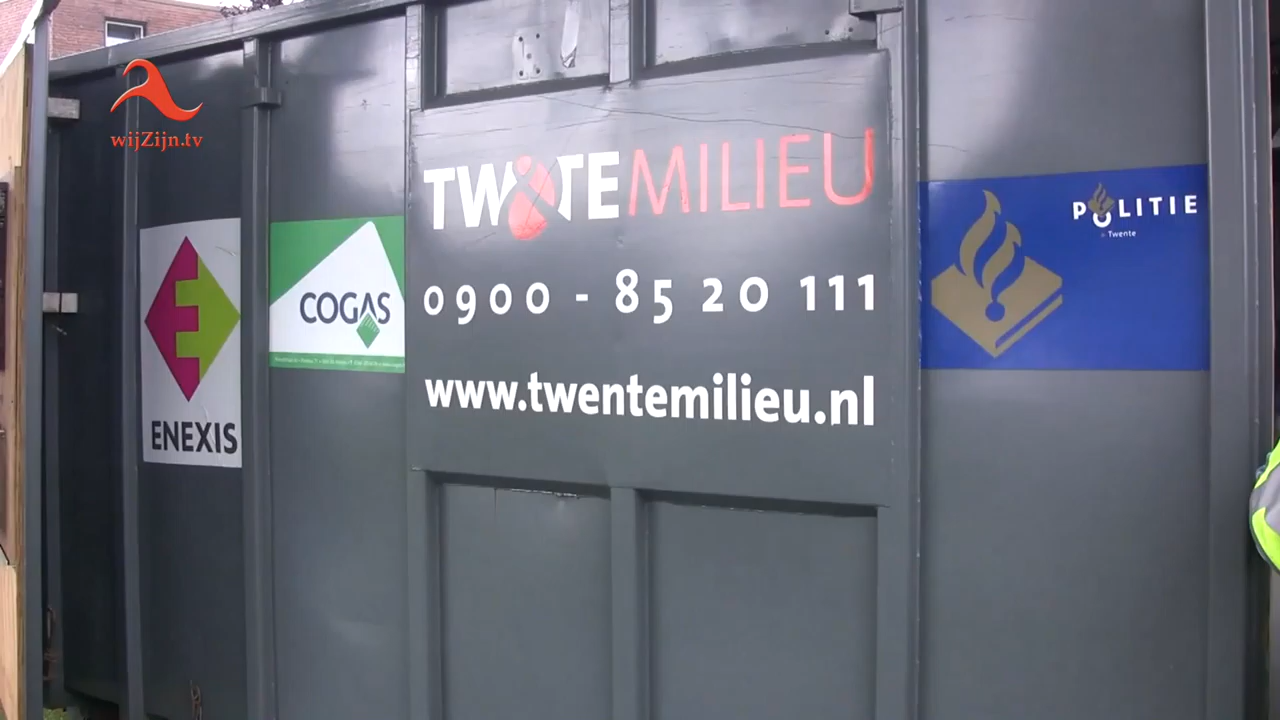 wijZijn.tv
ENEXIS
COGAS
TWENTEMILIEU
0900 - 85 20 111
www.twentemilieu.nl
POLITIE
Twente